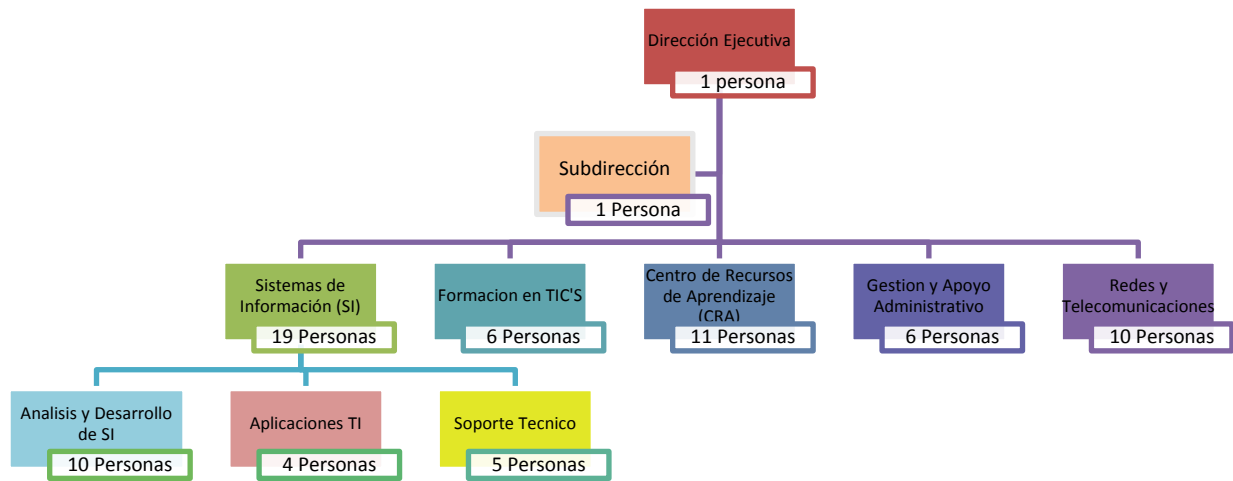 Dirección Ejecutiva
1 persona
Subdirección
1 Persona
Sistemas de
Información (SI)
19 Personas
Formacion en TIC'S
6 Personas
Centro de Recursos
de Aprendizaje
(CRA)
11 Personas
Gestion y Apoyo
Administrativo
6 Personas
Redes y
Telecomunicaciones
10 Personas
Analisis y Desarrollo
de SI
10 Personas
Aplicaciones TI
4 Personas
Soporte Tecnico
5 Personas